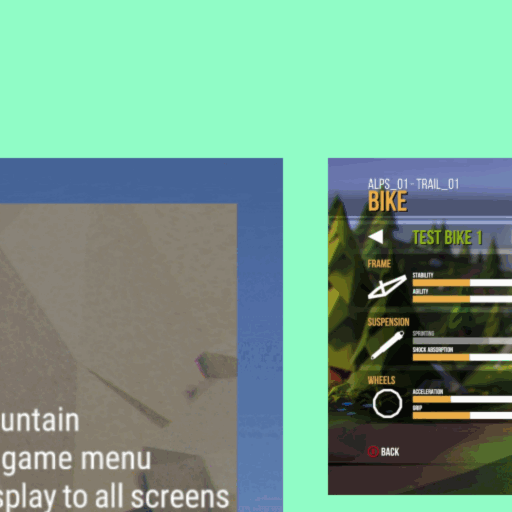 untain
game menu
splay to all screens
ALPS_01 - TRAIL_01
BIKE
TEST BIKE 1
FRAME
STABILITY
AGILITY
SUSPENSION
SPRINTING
SHOCK ABSORPTION
WHEELS
ACCELERATION
GRIP
BACK